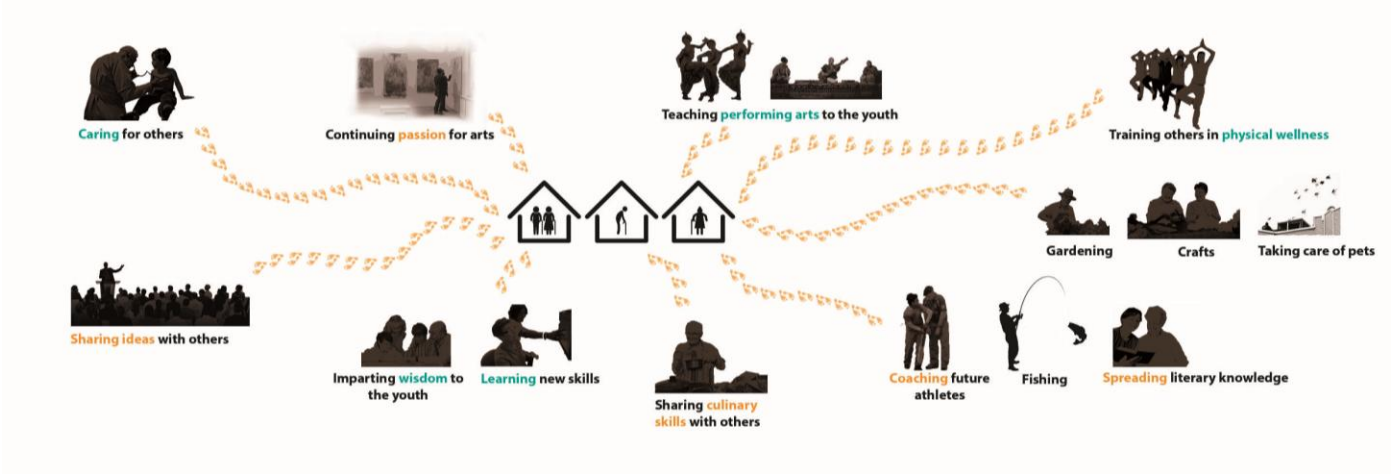 Caring for others
Continuing passion for arts
Teaching performing arts to the youth
Training others in physical wellness
Gardening
Crafts
Taking care of pets
Sharing ideas with others
Imparting wisdom to
the youth
Learning new skills
Sharing culinary
skills with others
Coaching future
athletes
Fishing
Spreading literary knowledge